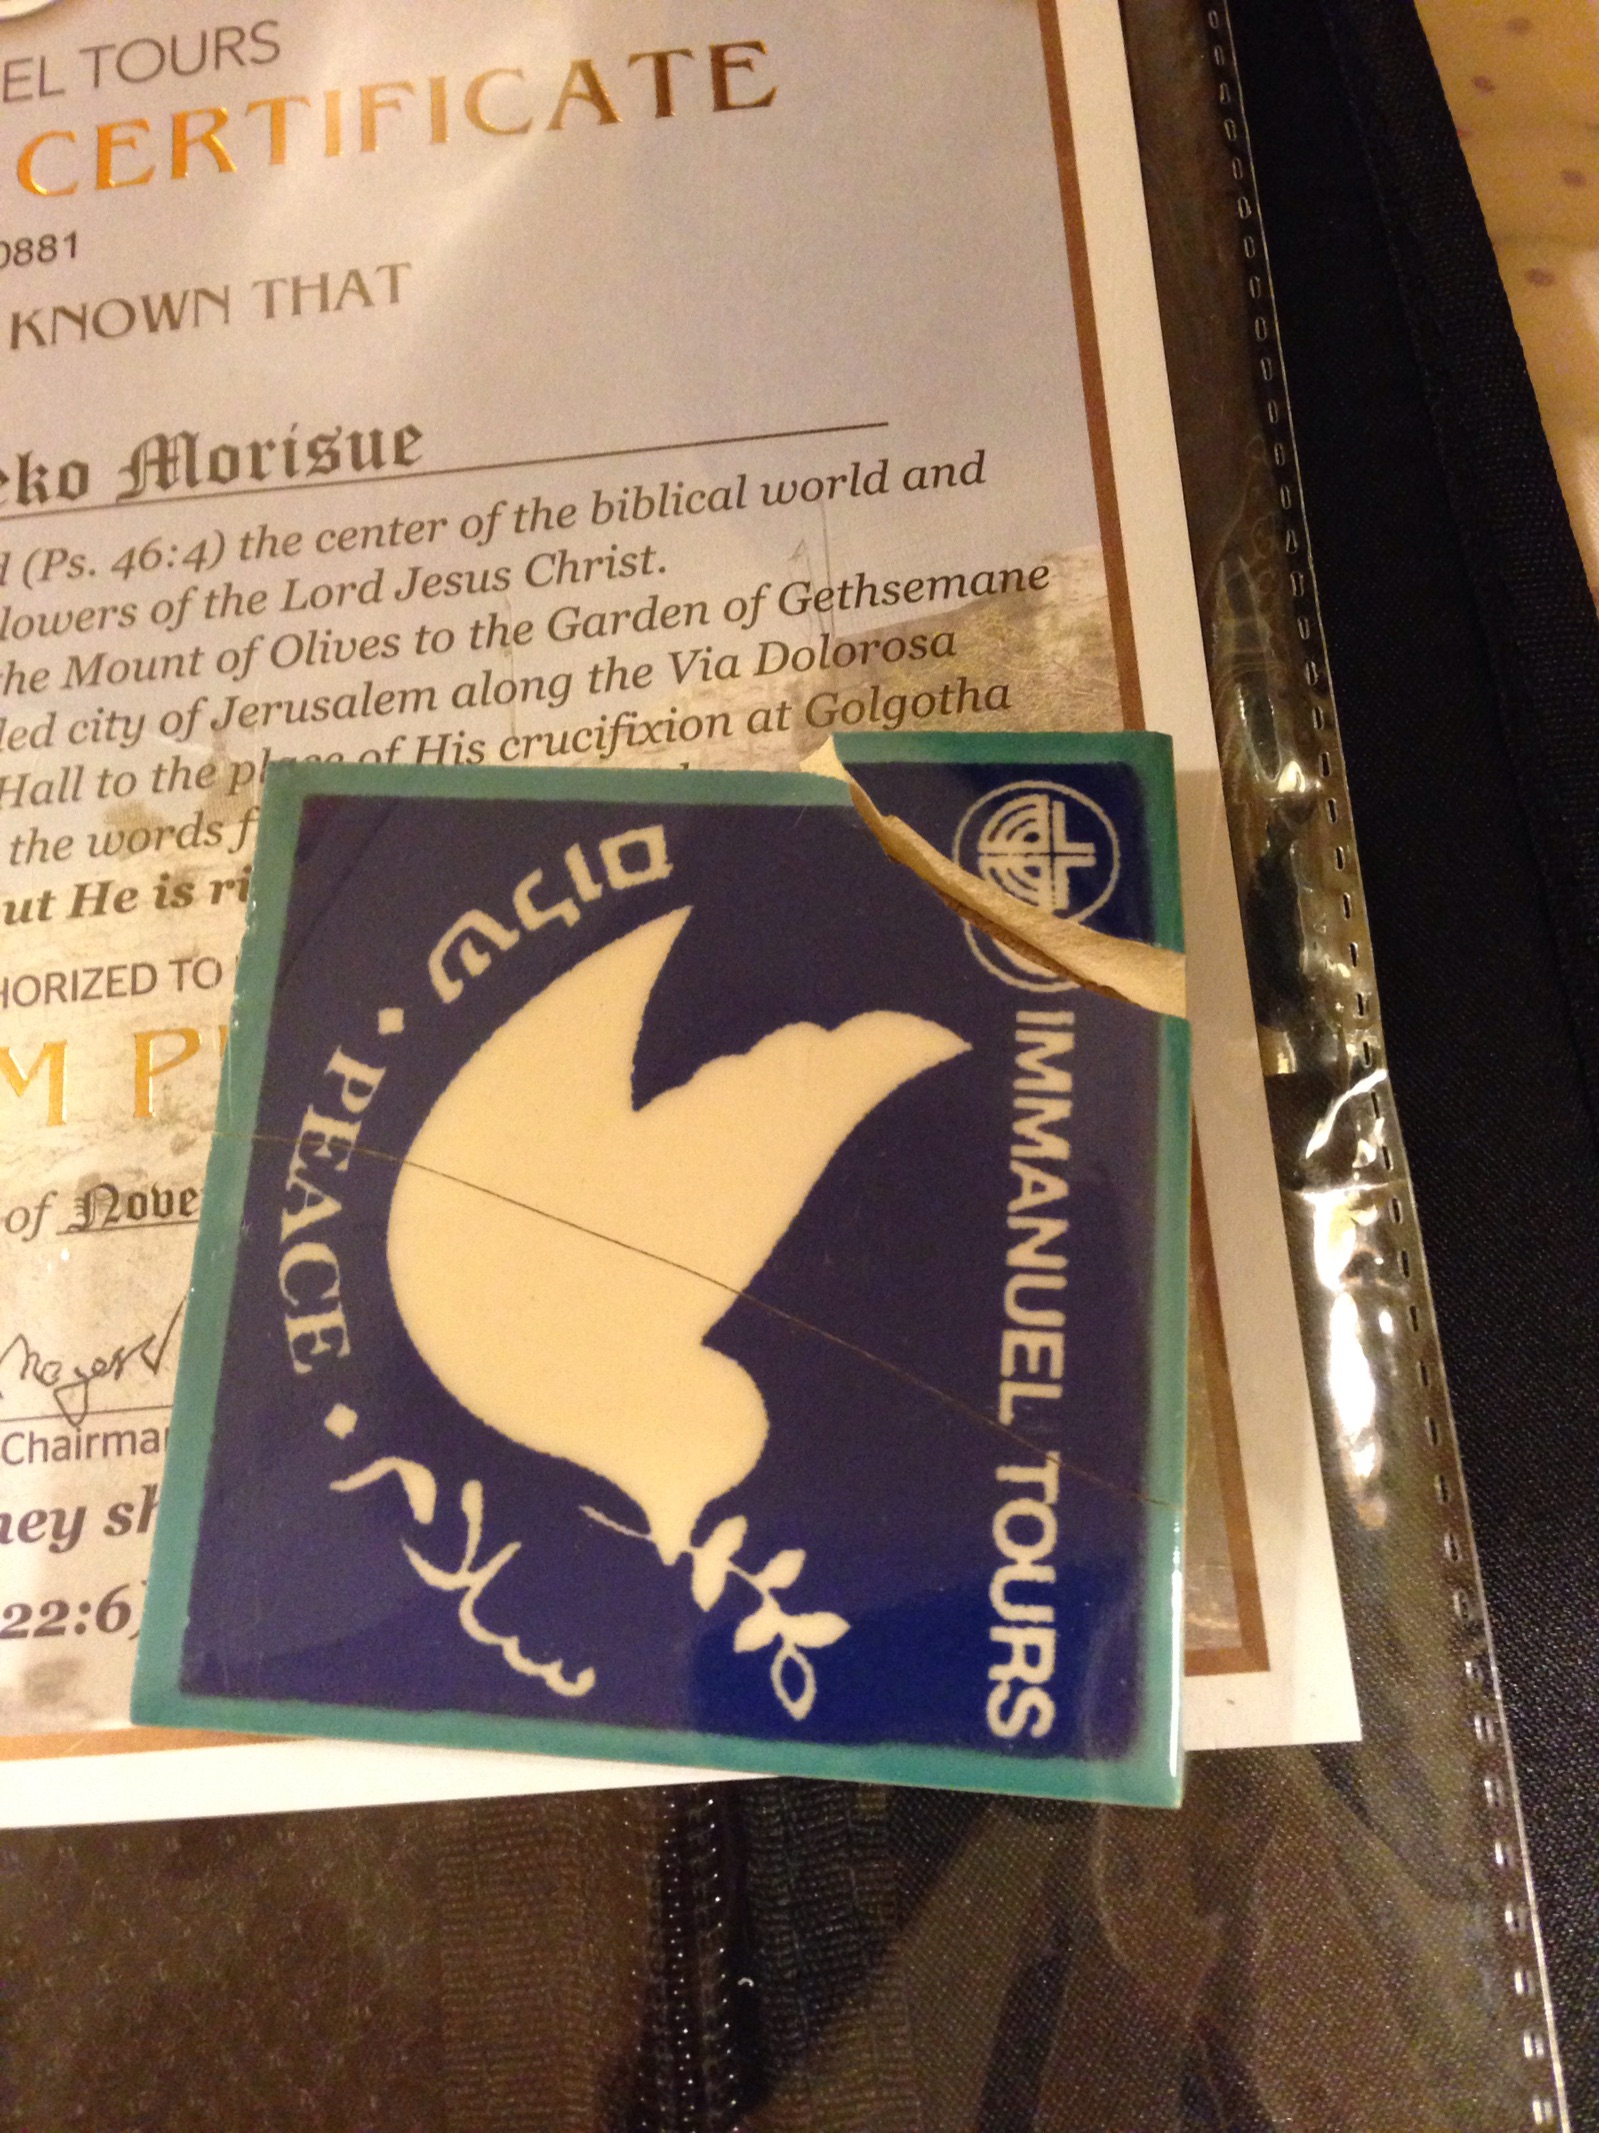 EL TOURS
CERTIFICATE
0881
KNOWN THAT
eko Morisue
(Ps. 46:4) the center of the biblical world and
lowers of the Lord Jesus Christ.
he Mount of Olives to the Garden of Gethsemane
led city of Jerusalem along the Via Dolorosa
Hall to the place of His crucifixion at Golgotha
the words f
ut He is ri
HORIZED TO
M P
of Nove
Chairma
hey sh
22:6)
שלום • PEACE • سلام
IMMANUEL TOURS